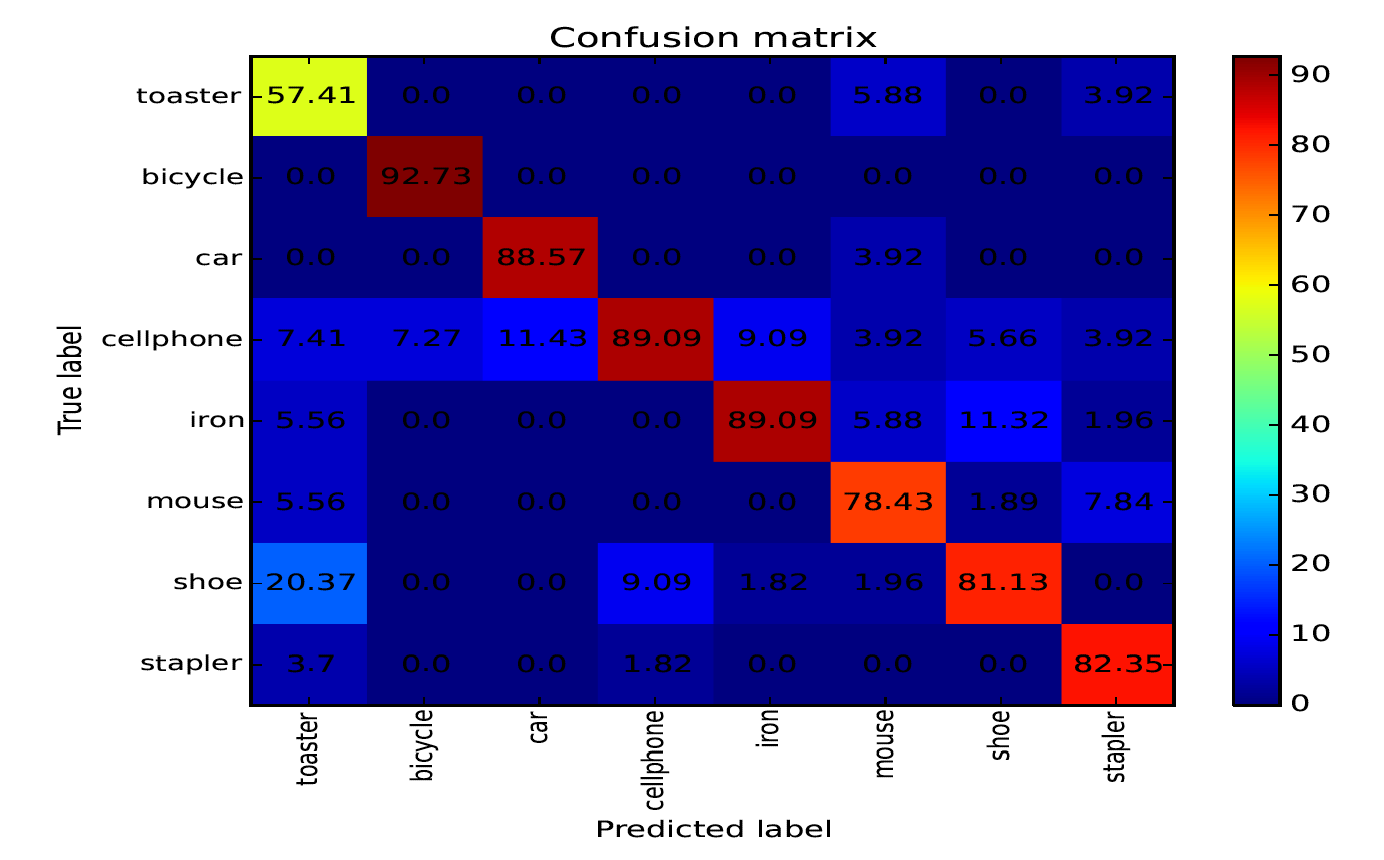 Confusion matrix
toaster 57.41 0.0 0.0 0.0 0.0 5.88 0.0 3.92
bicycle 0.0 92.73 0.0 0.0 0.0 0.0 0.0 0.0
car 0.0 0.0 88.57 0.0 0.0 3.92 0.0 0.0
cellphone 7.41 7.27 11.43 89.09 9.09 3.92 5.66 3.92
iron 5.56 0.0 0.0 0.0 89.09 5.88 11.32 1.96
mouse 5.56 0.0 0.0 0.0 0.0 78.43 1.89 7.84
shoe 20.37 0.0 0.0 9.09 1.82 1.96 81.13 0.0
stapler 3.7 0.0 0.0 1.82 0.0 0.0 0.0 82.35
True label
toaster bicycle car cellphone iron mouse shoe stapler
Predicted label
90
80
70
60
50
40
30
20
10
0